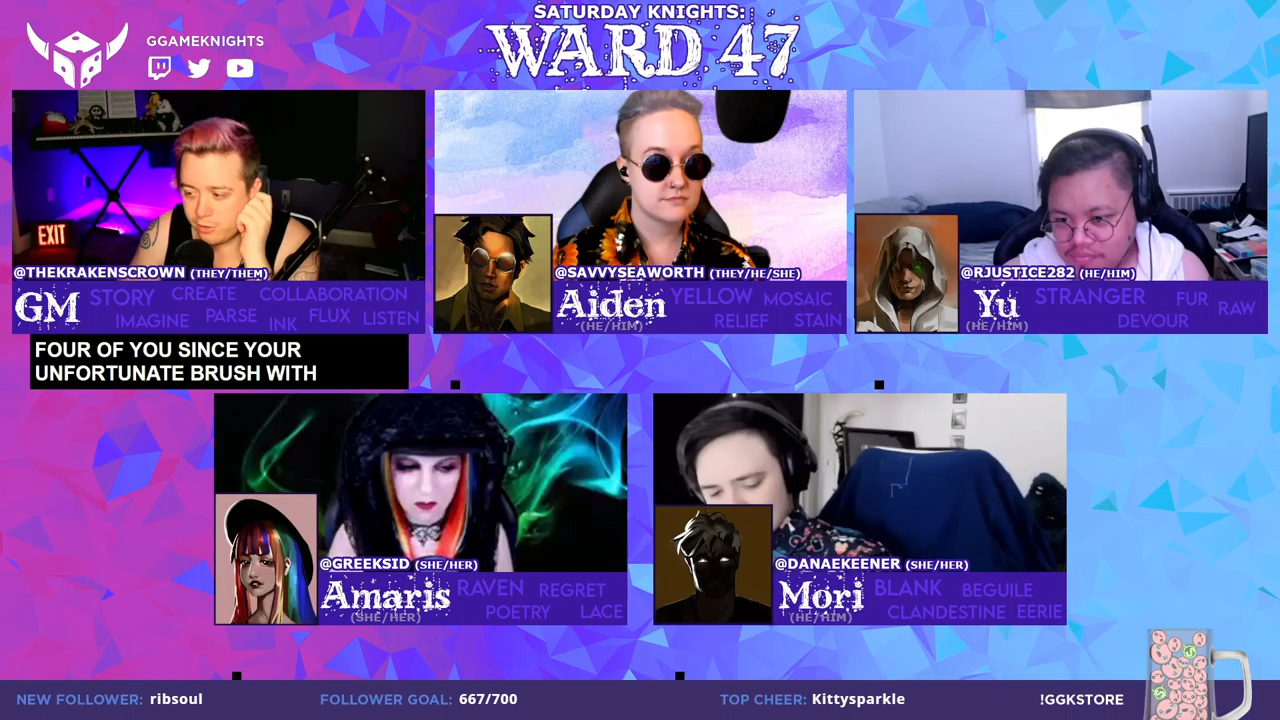 SATURDAY KNIGHTS:
WARD 47
GGAMEKNIGHTS
EXIT
@THEKRAKENSCROWN (THEY/THEM)
GM STORY CREATE COLLABORATION
IMAGINE PARSE INK FLUX LISTEN
@SAVVYSEAWORTH (THEY/HE/SHE)
Aiden YELLOW MOSAIC
(HE/HIM) RELIEF STAIN
@RJUSTICE282 (HE/HIM)
Yu STRANGER FUR RAW
(HE/HIM) DEVOUR
FOUR OF YOU SINCE YOUR
UNFORTUNATE BRUSH WITH
@GREEKSID (SHE/HER)
Amaris RAVEN REGRET
(SHE/HER) POETRY LACE
@DANAEKEENER (SHE/HER)
Mori BLANK BEGUILE
(HE/HIM) CLANDESTINE EERIE
NEW FOLLOWER: ribsoul FOLLOWER GOAL: 667/700 TOP CHEER: Kittysparkle !GGKSTORE